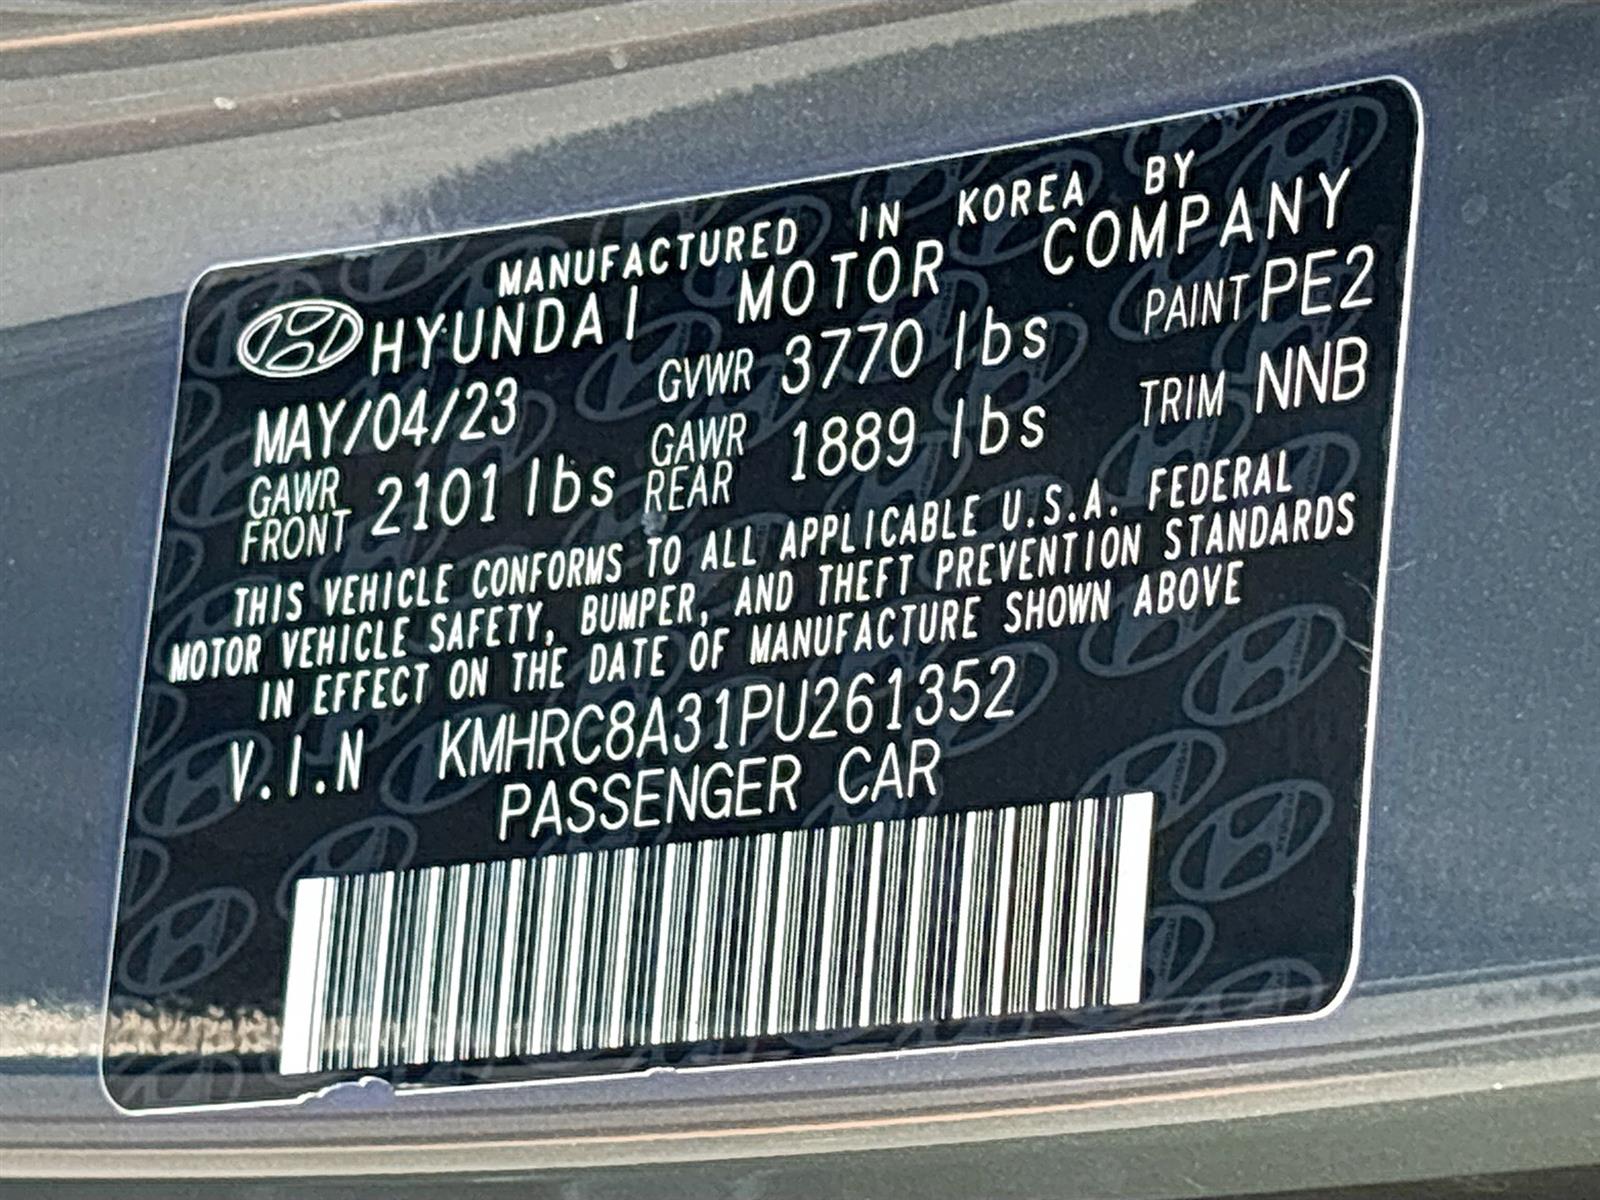 MANUFACTURED IN KOREA BY
HYUNDAI MOTOR COMPANY
MAY/04/23 GVWR 3770 lbs PAINT PE2
GAWR FRONT 2101 lbs GAWR REAR 1889 lbs TRIM NNB
THIS VEHICLE CONFORMS TO ALL APPLICABLE U.S.A. FEDERAL
MOTOR VEHICLE SAFETY, BUMPER, AND THEFT PREVENTION STANDARDS
IN EFFECT ON THE DATE OF MANUFACTURE SHOWN ABOVE
V.I.N KMHRC8A31PU261352
PASSENGER CAR